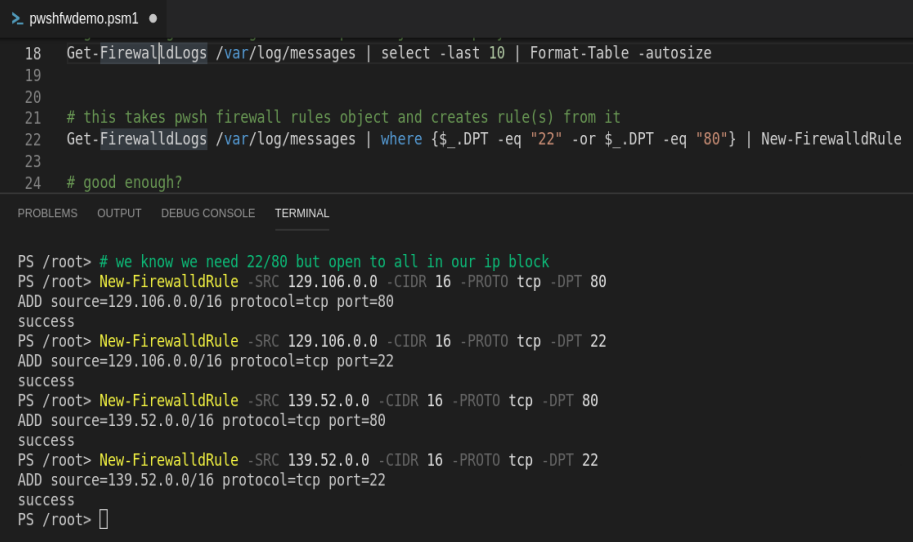 pwshfwdemo.psm1
18 Get-FirewalldLogs /var/log/messages | select -last 10 | Format-Table -autosize
19
20
21 # this takes pwsh firewall rules object and creates rule(s) from it
22 Get-FirewalldLogs /var/log/messages | where {$_.DPT -eq "22" -or $_.DPT -eq "80"} | New-FirewalldRule
23
24 # good enough?
PROBLEMS OUTPUT DEBUG CONSOLE TERMINAL
PS /root> # we know we need 22/80 but open to all in our ip block
PS /root> New-FirewalldRule -SRC 129.106.0.0 -CIDR 16 -PROTO tcp -DPT 80
ADD source=129.106.0.0/16 protocol=tcp port=80
success
PS /root> New-FirewalldRule -SRC 129.106.0.0 -CIDR 16 -PROTO tcp -DPT 22
ADD source=129.106.0.0/16 protocol=tcp port=22
success
PS /root> New-FirewalldRule -SRC 139.52.0.0 -CIDR 16 -PROTO tcp -DPT 80
ADD source=139.52.0.0/16 protocol=tcp port=80
success
PS /root> New-FirewalldRule -SRC 139.52.0.0 -CIDR 16 -PROTO tcp -DPT 22
ADD source=139.52.0.0/16 protocol=tcp port=22
success
PS /root>